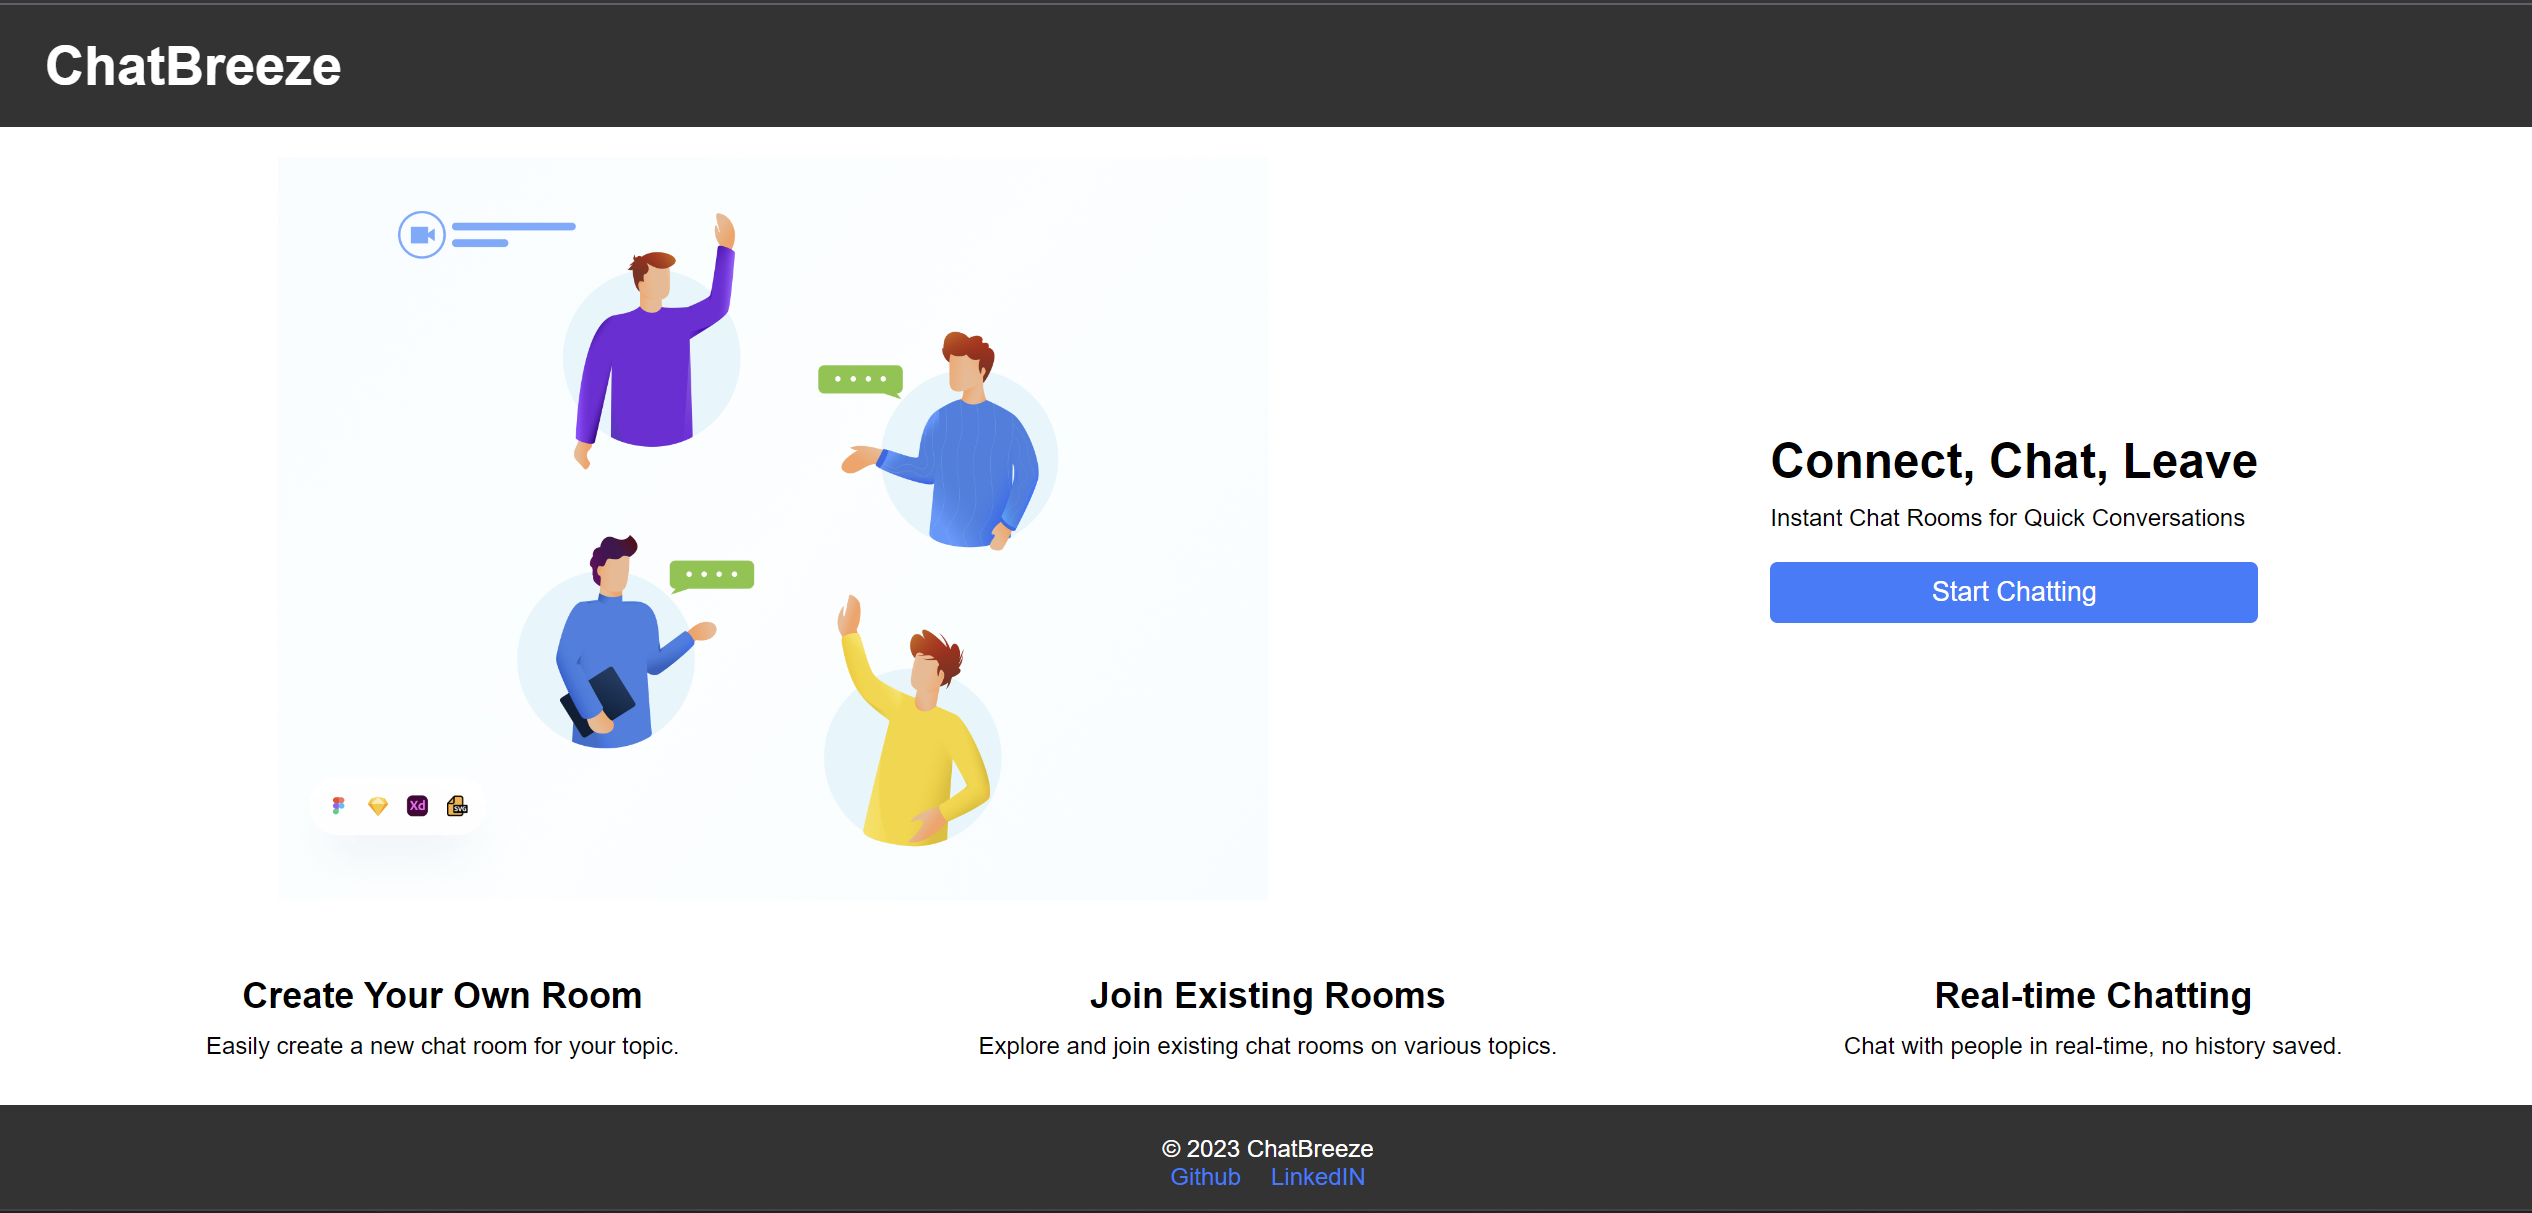 ChatBreeze
Connect, Chat, Leave
Instant Chat Rooms for Quick Conversations
Start Chatting
Xd
SVG
Create Your Own Room
Easily create a new chat room for your topic.
Join Existing Rooms
Explore and join existing chat rooms on various topics.
Real-time Chatting
Chat with people in real-time, no history saved.
© 2023 ChatBreeze
Github LinkedIN